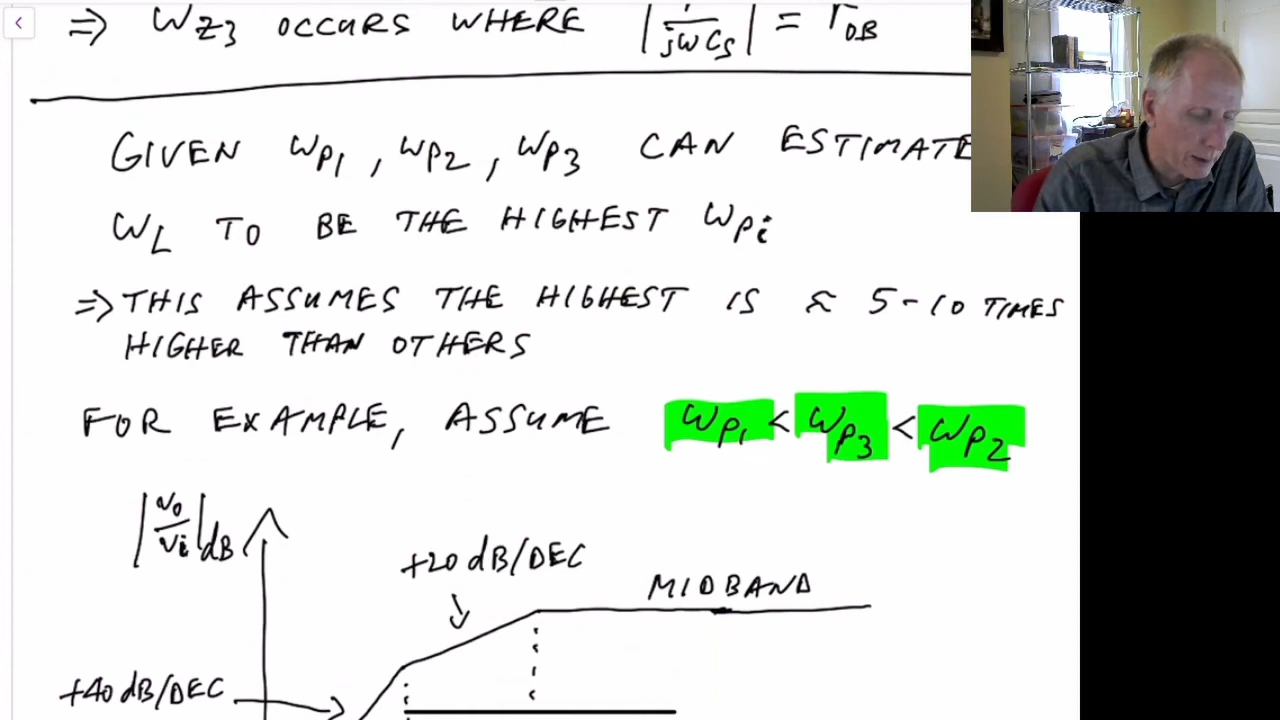 ⇒ ωZ3 OCCURS WHERE |1/jωCS| = rOB
GIVEN ωP1, ωP2, ωP3 CAN ESTIMATE
ωL TO BE THE HIGHEST ωPi
⇒ THIS ASSUMES THE HIGHEST IS ≈ 5-10 TIMES
HIGHER THAN OTHERS
FOR EXAMPLE, ASSUME ωP1 < ωP3 < ωP2
|vo/vi|dB
+20 dB/DEC
MIDBAND
+40 dB/DEC